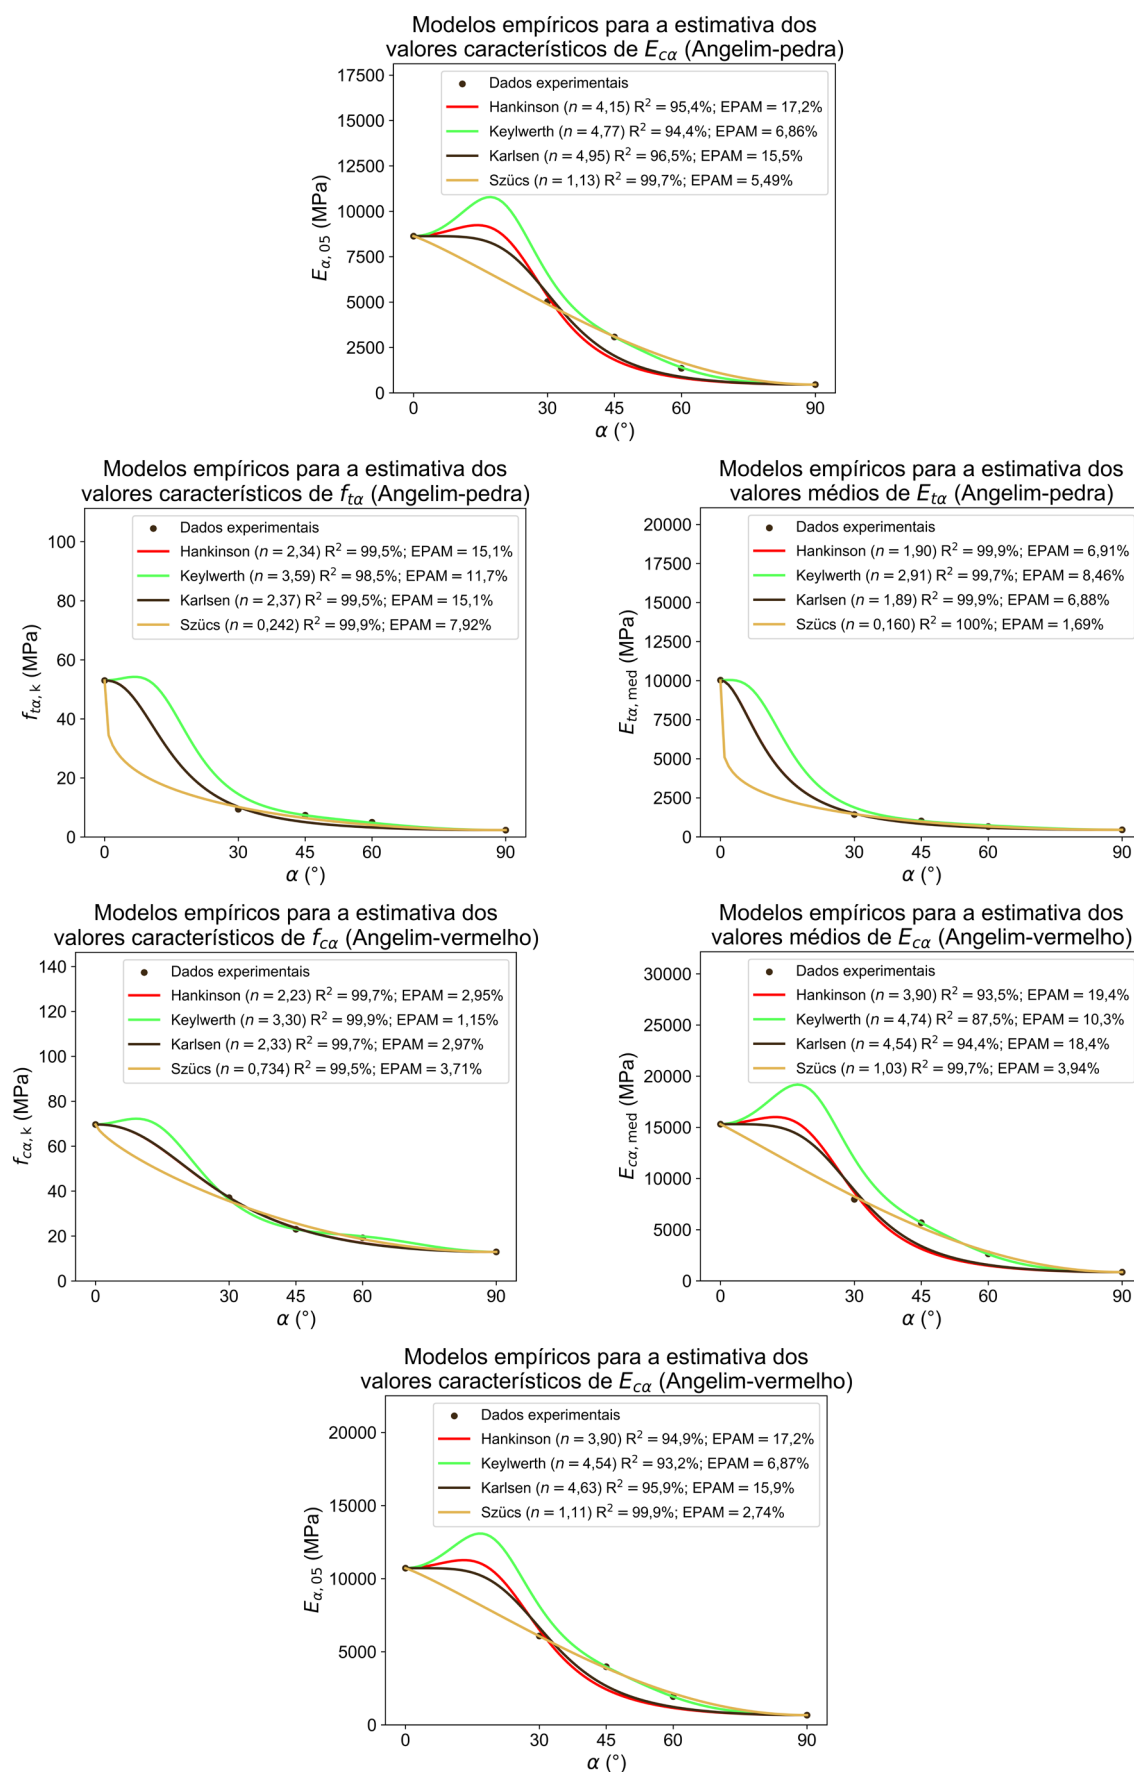 Modelos empíricos para a estimativa dos
valores característicos de E_cα (Angelim-pedra)
17500
15000
12500
10000
7500
5000
2500
0
E_α, 05 (MPa)
Dados experimentais
Hankinson (n = 4,15) R² = 95,4%; EPAM = 17,2%
Keylwerth (n = 4,77) R² = 94,4%; EPAM = 6,86%
Karlsen (n = 4,95) R² = 96,5%; EPAM = 15,5%
Szücs (n = 1,13) R² = 99,7%; EPAM = 5,49%
0 30 45 60 90
α (°)
Modelos empíricos para a estimativa dos
valores característicos de f_tα (Angelim-pedra)
100
80
60
40
20
0
f_tα, k (MPa)
Dados experimentais
Hankinson (n = 2,34) R² = 99,5%; EPAM = 15,1%
Keylwerth (n = 3,59) R² = 98,5%; EPAM = 11,7%
Karlsen (n = 2,37) R² = 99,5%; EPAM = 15,1%
Szücs (n = 0,242) R² = 99,9%; EPAM = 7,92%
0 30 45 60 90
α (°)
Modelos empíricos para a estimativa dos
valores médios de E_tα (Angelim-pedra)
20000
17500
15000
12500
10000
7500
5000
2500
0
E_tα, med (MPa)
Dados experimentais
Hankinson (n = 1,90) R² = 99,9%; EPAM = 6,91%
Keylwerth (n = 2,91) R² = 99,7%; EPAM = 8,46%
Karlsen (n = 1,89) R² = 99,9%; EPAM = 6,88%
Szücs (n = 0,160) R² = 100%; EPAM = 1,69%
0 30 45 60 90
α (°)
Modelos empíricos para a estimativa dos
valores característicos de f_cα (Angelim-vermelho)
140
120
100
80
60
40
20
0
f_cα, k (MPa)
Dados experimentais
Hankinson (n = 2,23) R² = 99,7%; EPAM = 2,95%
Keylwerth (n = 3,30) R² = 99,9%; EPAM = 1,15%
Karlsen (n = 2,33) R² = 99,7%; EPAM = 2,97%
Szücs (n = 0,734) R² = 99,5%; EPAM = 3,71%
0 30 45 60 90
α (°)
Modelos empíricos para a estimativa dos
valores médios de E_cα (Angelim-vermelho)
30000
25000
20000
15000
10000
5000
0
E_cα, med (MPa)
Dados experimentais
Hankinson (n = 3,90) R² = 93,5%; EPAM = 19,4%
Keylwerth (n = 4,74) R² = 87,5%; EPAM = 10,3%
Karlsen (n = 4,54) R² = 94,4%; EPAM = 18,4%
Szücs (n = 1,03) R² = 99,7%; EPAM = 3,94%
0 30 45 60 90
α (°)
Modelos empíricos para a estimativa dos
valores característicos de E_cα (Angelim-vermelho)
20000
15000
10000
5000
0
E_α, 05 (MPa)
Dados experimentais
Hankinson (n = 3,90) R² = 94,9%; EPAM = 17,2%
Keylwerth (n = 4,54) R² = 93,2%; EPAM = 6,87%
Karlsen (n = 4,63) R² = 95,9%; EPAM = 15,9%
Szücs (n = 1,11) R² = 99,9%; EPAM = 2,74%
0 30 45 60 90
α (°)